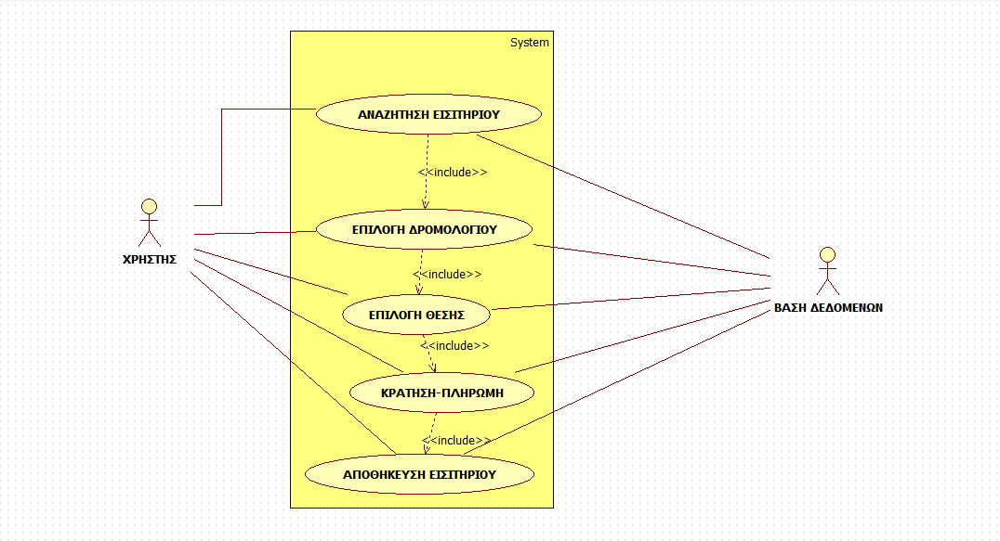 System
ΑΝΑΖΗΤΗΣΗ ΕΙΣΙΤΗΡΙΟΥ
<<include>>
ΕΠΙΛΟΓΗ ΔΡΟΜΟΛΟΓΙΟΥ
<<include>>
ΕΠΙΛΟΓΗ ΘΕΣΗΣ
<<include>>
ΚΡΑΤΗΣΗ-ΠΛΗΡΩΜΗ
<<include>>
ΑΠΟΘΗΚΕΥΣΗ ΕΙΣΙΤΗΡΙΟΥ
ΧΡΗΣΤΗΣ
ΒΑΣΗ ΔΕΔΟΜΕΝΩΝ